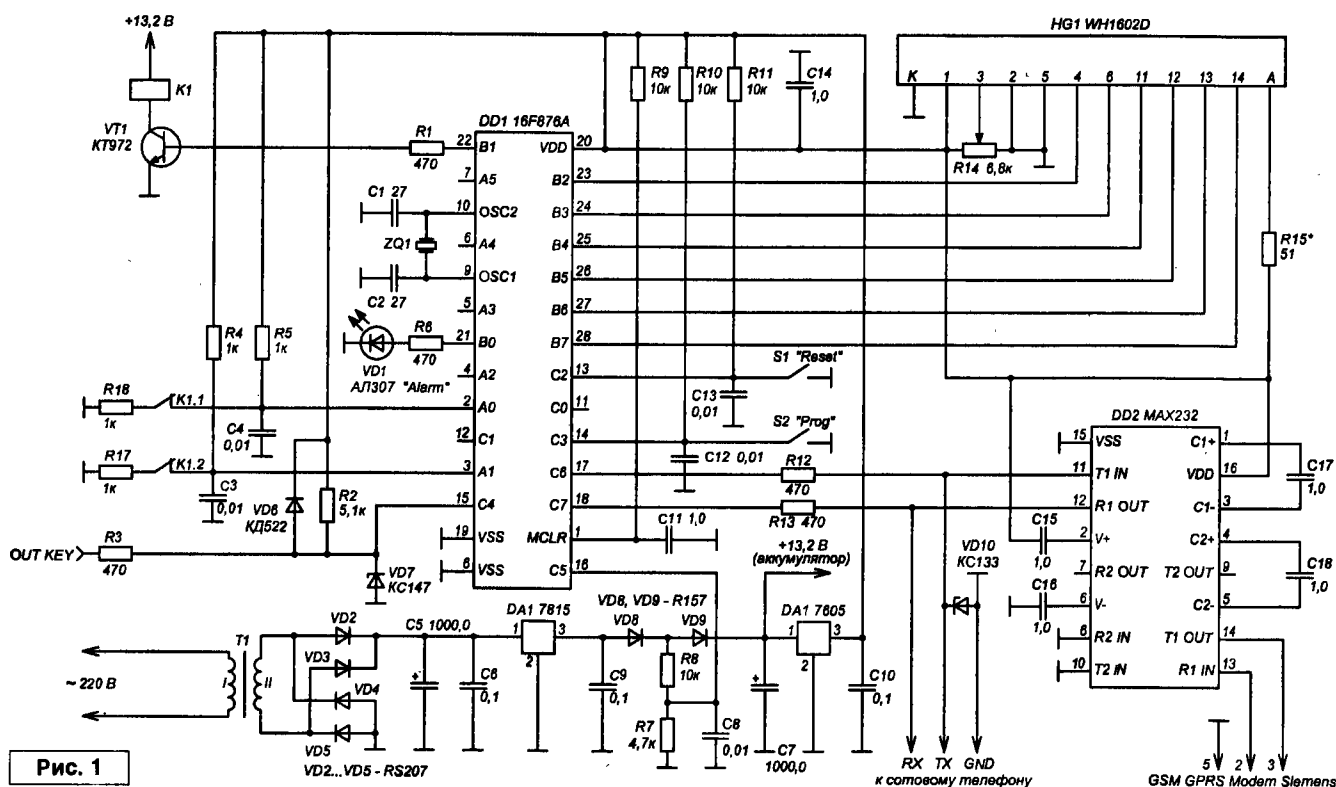 +13,2 В
K1
VT1
КТ972
R1
470
C1 27
ZQ1
C2 27
R6
470
VD1
АЛ307 "Alarm"
R4
1к
R5
1к
R16
1к
K1.1
C4
0,01
R17
1к
K1.2
C3
0,01
VD6
КД522
R2
5,1к
OUT KEY
R3
470
VD7
КС147
DD1 16F876A
22 B1
7 A5
10 OSC2
6 A4
9 OSC1
5 A3
21 B0
4 A2
2 A0
12 C1
3 A1
15 C4
19 VSS
8 VSS
VDD 20
B2 23
B3 24
B4 25
B5 26
B6 27
B7 28
C2 13
C0 11
C3 14
C6 17
C7 18
MCLR 1
C5 16
R9
10к
R10
10к
R11
10к
C14
1,0
HG1 WH1602D
K 1 3 2 5 4 6 11 12 13 14 A
R14 6,8к
R15*
51
S1 "Reset"
C13
0,01
S2 "Prog"
C12 0,01
R12
470
R13 470
C11 1,0
+13,2 В
(аккумулятор)
VD10
КС133
DD2 MAX232
15 VSS
11 T1 IN
12 R1 OUT
2 V+
7 R2 OUT
6 V-
8 R2 IN
10 T2 IN
C1+ 1
VDD 16
C1- 3
C2+ 4
T2 OUT 9
C2- 5
T1 OUT 14
R1 IN 13
C17
1,0
C18
1,0
C15
1,0
C16
1,0
~ 220 В
T1
I
II
VD2
VD3
VD4
VD5
VD2...VD5 - RS207
C5 1000,0
+
C6
0,1
DA1 7815
1 3
2
C9
0,1
VD8, VD9 - R157
VD8
VD9
R8
10к
R7
4,7к
C8
0,01
+
C7
1000,0
DA1 7805
1 3
2
C10
0,1
RX TX GND
к сотовому телефону
5 2 3
GSM GPRS Modem Siemens
Рис. 1